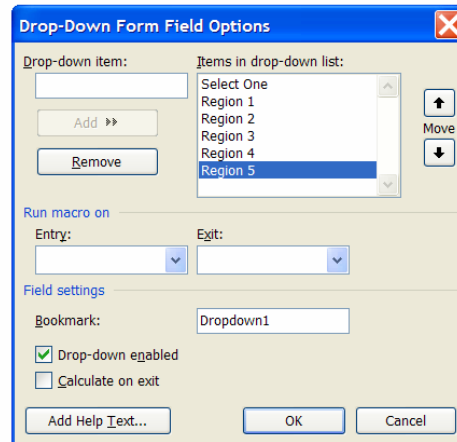 Drop-Down Form Field Options
Drop-down item:
Items in drop-down list:
Select One
Region 1
Region 2
Region 3
Region 4
Region 5
Add
Remove
Move
Run macro on
Entry:
Exit:
Field settings
Bookmark:
Dropdown1
Drop-down enabled
Calculate on exit
Add Help Text...
OK
Cancel